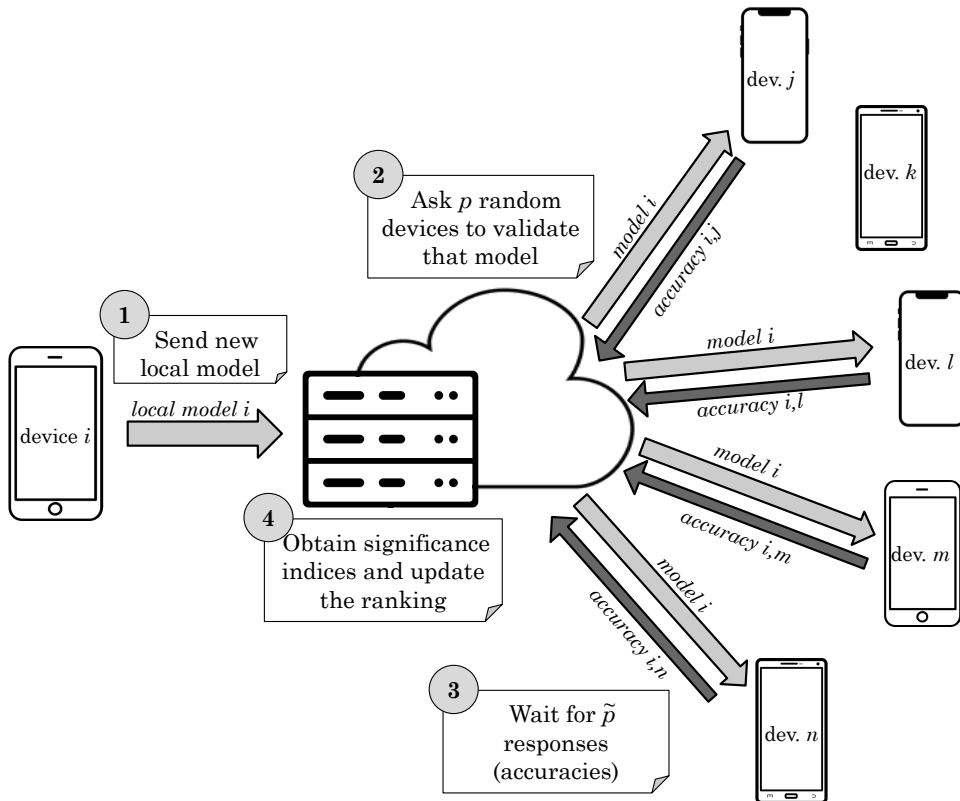 dev. j
dev. k
2
Ask p random
devices to validate
that model
model i
accuracy i,j
1
Send new
local model
local model i
device i
model i
accuracy i,l
dev. l
model i
accuracy i,m
dev. m
4
Obtain significance
indices and update
the ranking
model i
accuracy i,n
3
Wait for p̃
responses
(accuracies)
dev. n